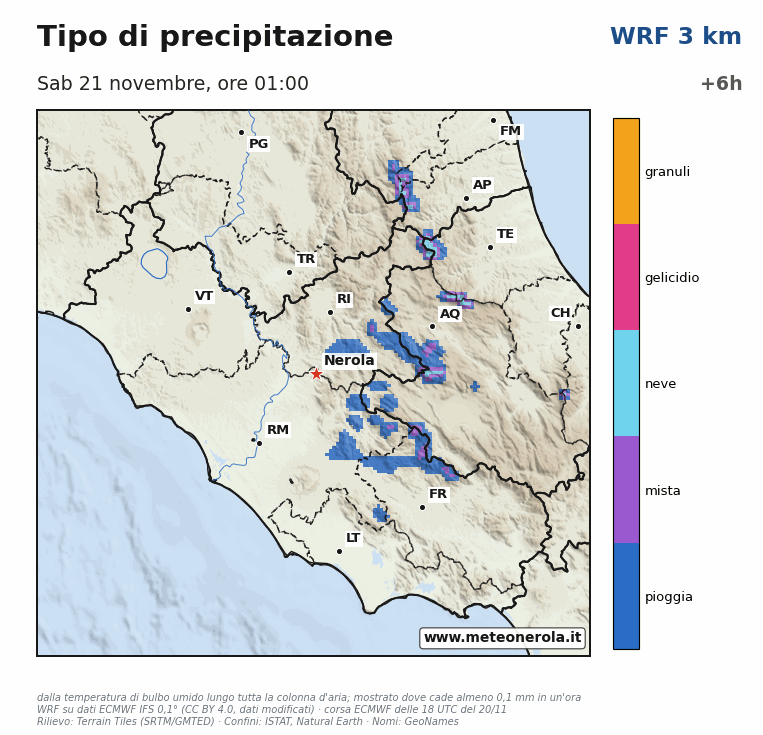 Tipo di precipitazione
WRF 3 km
Sab 21 novembre, ore 01:00
+6h
FM
PG
AP
TE
TR
VT
RI
AQ
CH
Nerola
RM
FR
LT
www.meteonerola.it
granuli
gelicidio
neve
mista
pioggia
dalla temperatura di bulbo umido lungo tutta la colonna d'aria; mostrato dove cade almeno 0,1 mm in un'ora
WRF su dati ECMWF IFS 0,1° (CC BY 4.0, dati modificati) · corsa ECMWF delle 18 UTC del 20/11
Rilievo: Terrain Tiles (SRTM/GMTED) · Confini: ISTAT, Natural Earth · Nomi: GeoNames